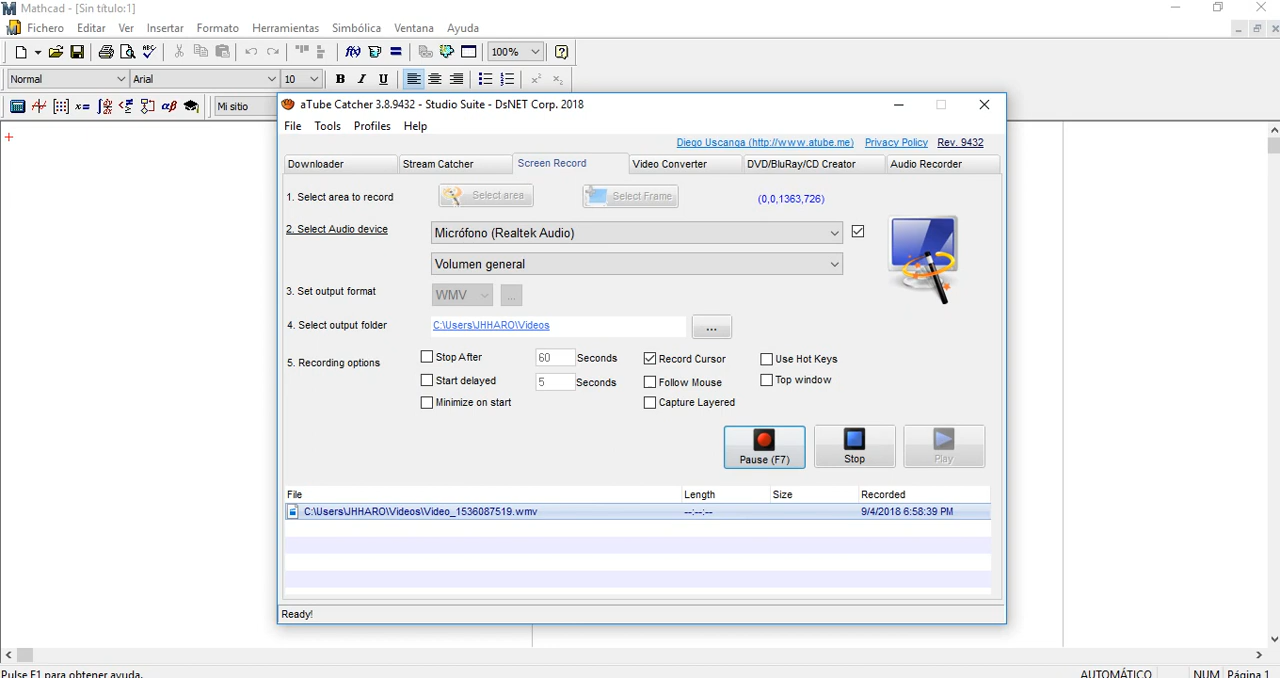 Mathcad - [Sin título:1]
Fichero Editar Ver Insertar Formato Herramientas Simbólica Ventana Ayuda
100%
Normal Arial 10 B I U
Mi sitio
aTube Catcher 3.8.9432 - Studio Suite - DsNET Corp. 2018
File Tools Profiles Help
Diego Uscanga (http://www.atube.me) Privacy Policy Rev. 9432
Downloader Stream Catcher Screen Record Video Converter DVD/BluRay/CD Creator Audio Recorder
1. Select area to record Select area Select Frame (0,0,1363,726)
2. Select Audio device Micrófono (Realtek Audio)
Volumen general
3. Set output format WMV ...
4. Select output folder C:\Users\JHHARO\Videos ...
5. Recording options Stop After 60 Seconds Record Cursor Use Hot Keys
Start delayed 5 Seconds Follow Mouse Top window
Minimize on start Capture Layered
Pause (F7) Stop Play
File Length Size Recorded
C:\Users\JHHARO\Videos\Video_1536087519.wmv --:--:-- 9/4/2018 6:58:39 PM
Ready!
Pulse F1 para obtener ayuda. AUTOMÁTICO NUM Página 1